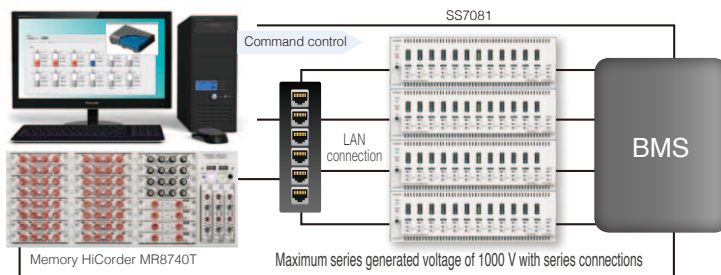 SS7081
Command control
LAN
connection
BMS
Memory HiCorder MR8740T
Maximum series generated voltage of 1000 V with series connections